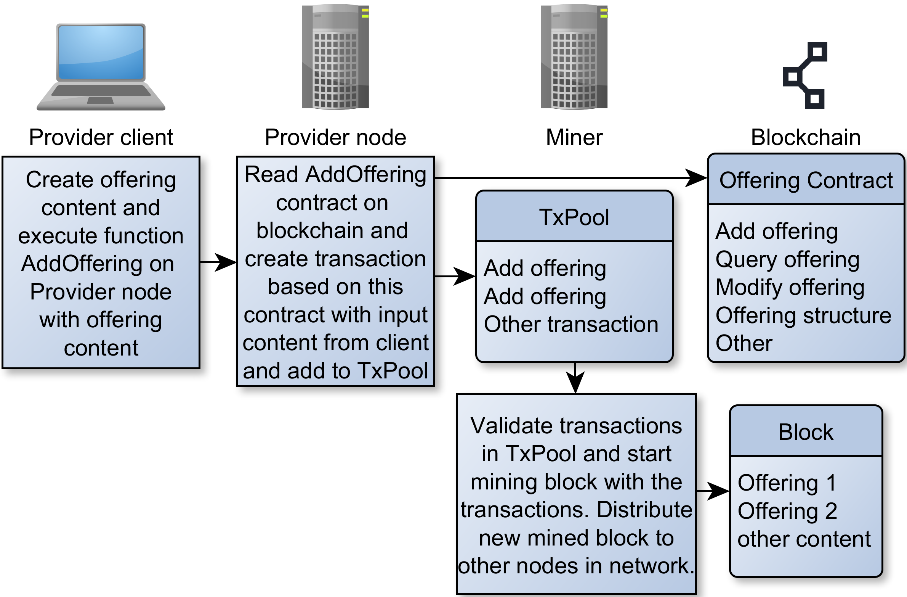 Provider client
Provider node
Miner
Blockchain
Create offering
content and
execute function
AddOffering on
Provider node
with offering
content
Read AddOffering
contract on
blockchain and
create transaction
based on this
contract with input
content from client
and add to TxPool
TxPool
Add offering
Add offering
Other transaction
Offering Contract
Add offering
Query offering
Modify offering
Offering structure
Other
Validate transactions
in TxPool and start
mining block with the
transactions. Distribute
new mined block to
other nodes in network.
Block
Offering 1
Offering 2
other content